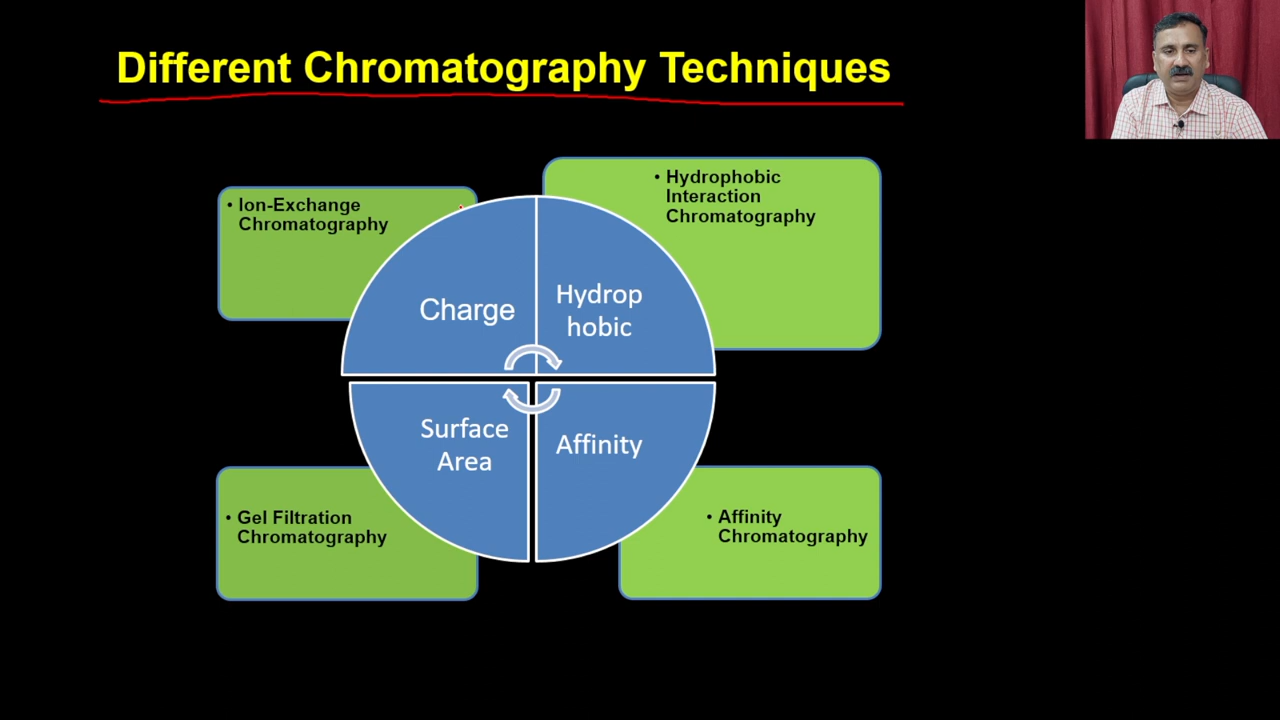 Different Chromatography Techniques
• Ion-Exchange
Chromatography
• Hydrophobic
Interaction
Chromatography
Charge
Hydrop
hobic
Surface
Area
Affinity
• Gel Filtration
Chromatography
• Affinity
Chromatography